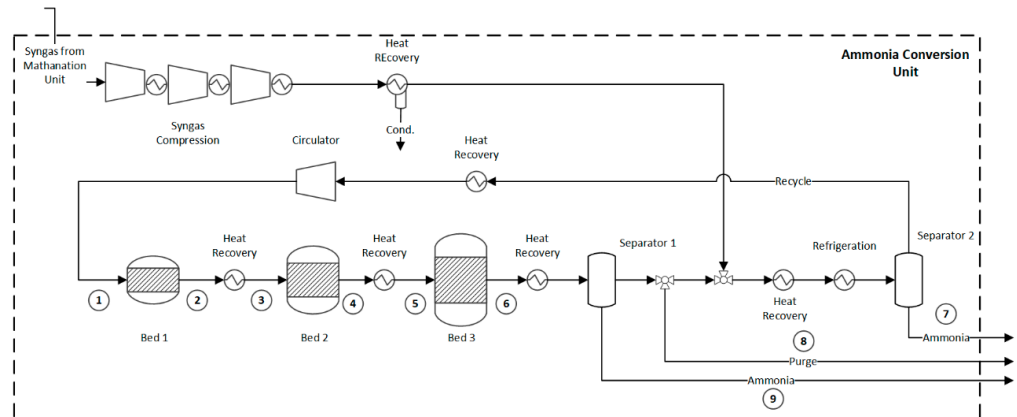 Syngas from
Mathanation
Unit
Heat
REcovery
Ammonia Conversion
Unit
Cond.
Syngas
Compression
Circulator
Heat
Recovery
Recycle
Heat
Recovery
Heat
Recovery
Heat
Recovery
Separator 1
Refrigeration
Separator 2
1
2
3
4
5
6
Heat
Recovery
7
Bed 1
Bed 2
Bed 3
8
Ammonia
Purge
Ammonia
9